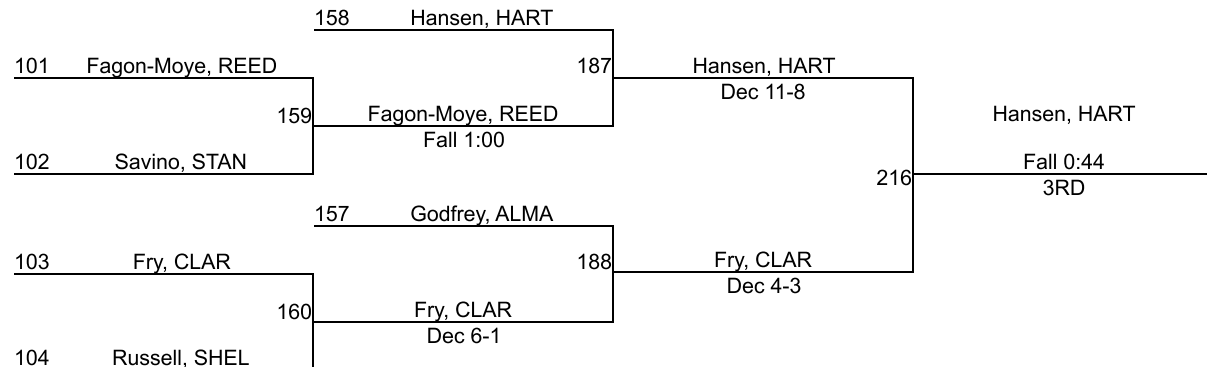 158 Hansen, HART
101 Fagon-Moye, REED
187 Hansen, HART
Dec 11-8
159 Fagon-Moye, REED
Fall 1:00
Hansen, HART
102 Savino, STAN
Fall 0:44
216
3RD
157 Godfrey, ALMA
103 Fry, CLAR
188 Fry, CLAR
Dec 4-3
160 Fry, CLAR
Dec 6-1
104 Russell, SHEL